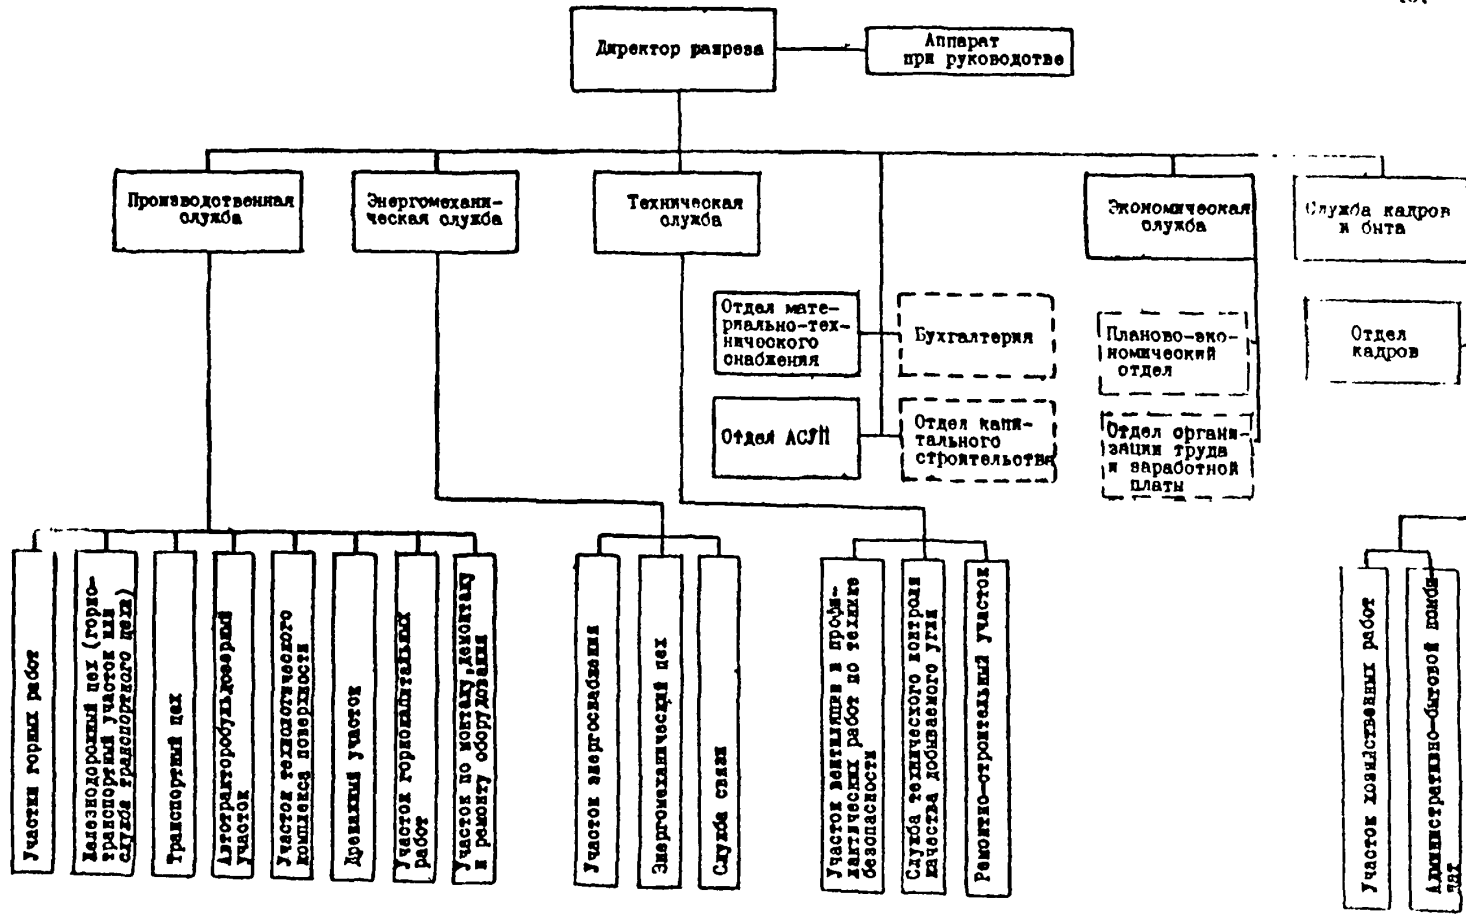 Директор разреза
Аппарат
при руководстве
Производственная
служба
Энергомехани-
ческая служба
Техническая
служба
Экономическая
служба
Служба кадров
и быта
Отдел мате-
риально-тех-
нического
снабжения
Бухгалтерия
Планово-эко-
номический
отдел
Отдел
кадров
Отдел АСУП
Отдел капи-
тального
строительства
Отдел органи-
зации труда
и заработной
платы
Участки горных работ
Железнодорожный цех (горно-
транспортный участок или
служба транспортного цеха)
Транспортный цех
Автотракторобульдозерный
участок
Участок технологического
комплекса поверхности
Дренажный участок
Участок горнокапитальных
работ
Участок по монтажу, демонтажу
и ремонту оборудования
Участок энергоснабжения
Энергомеханический цех
Служба связи
Участок вентиляции и профи-
лактических работ по технике
безопасности
Служба технического контроля
качества добываемого угля
Ремонтно-строительный участок
Участок хозяйственных работ
Административно-бытовой комби-
нат